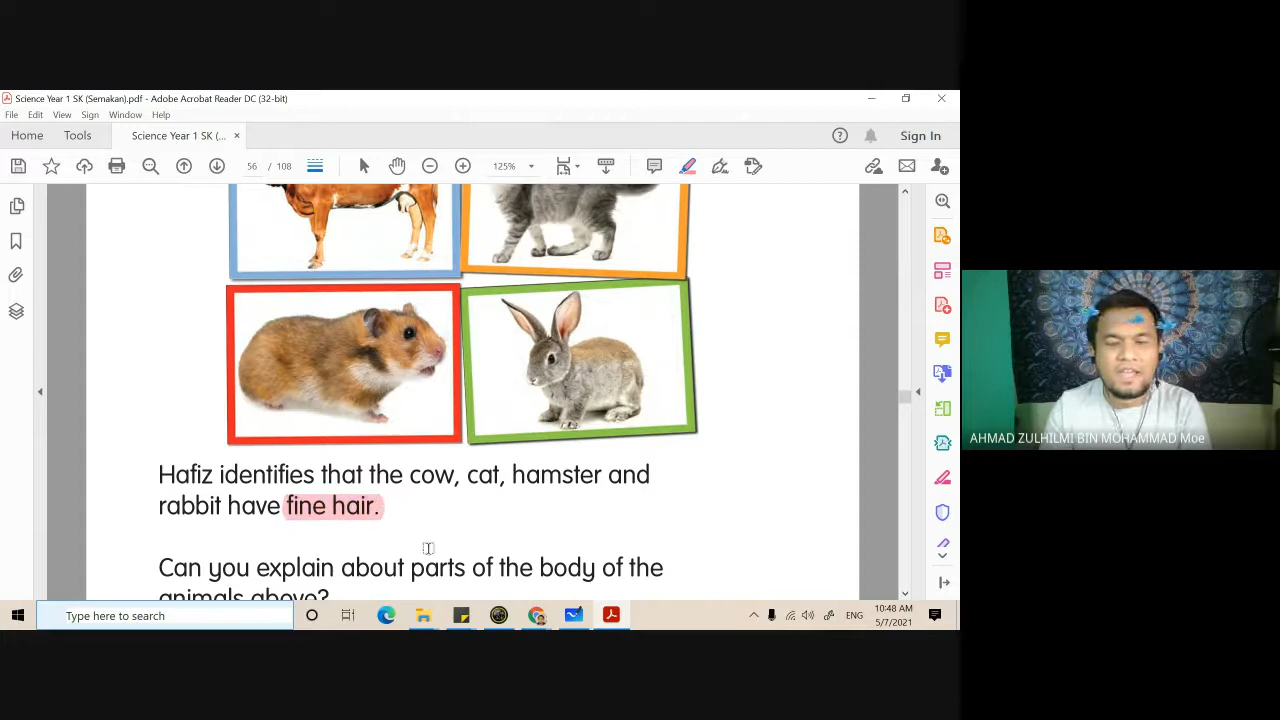 Science Year 1 SK (Semakan).pdf - Adobe Acrobat Reader DC (32-bit)
File Edit View Sign Window Help
Home Tools Science Year 1 SK (... × Sign In
56 / 108 125%
Hafiz identifies that the cow, cat, hamster and
rabbit have fine hair.
Can you explain about parts of the body of the
animals above?
AHMAD ZULHILMI BIN MOHAMMAD Moe
Type here to search
ENG
10:48 AM
5/7/2021